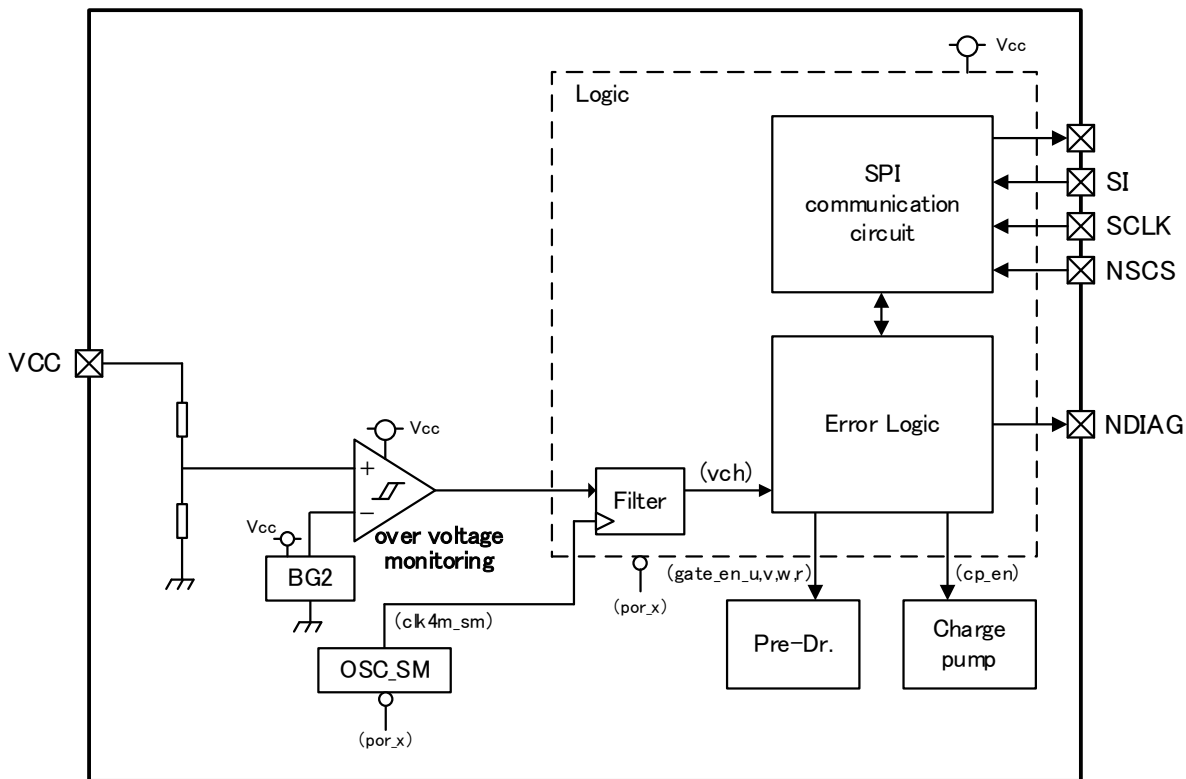 Vcc
Logic
SPI
communication
circuit
SI
SCLK
NSCS
VCC
Error Logic
NDIAG
Vcc
+
−
(vch)
Filter
over voltage
monitoring
Vcc
BG2
(clk4m_sm)
OSC_SM
(por_x)
(por_x)
(gate_en_u,v,w,r)
(cp_en)
Pre-Dr.
Charge
pump